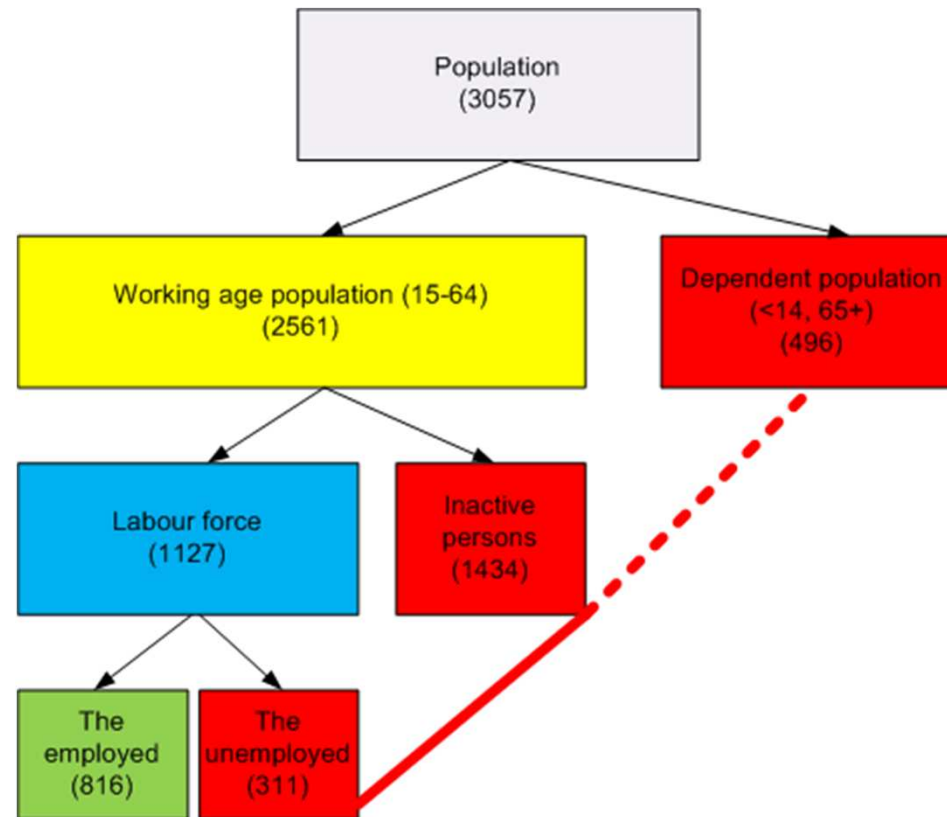 Population
(3057)
Working age population (15-64)
(2561)
Dependent population
(<14, 65+)
(496)
Labour force
(1127)
Inactive
persons
(1434)
The
employed
(816)
The
unemployed
(311)